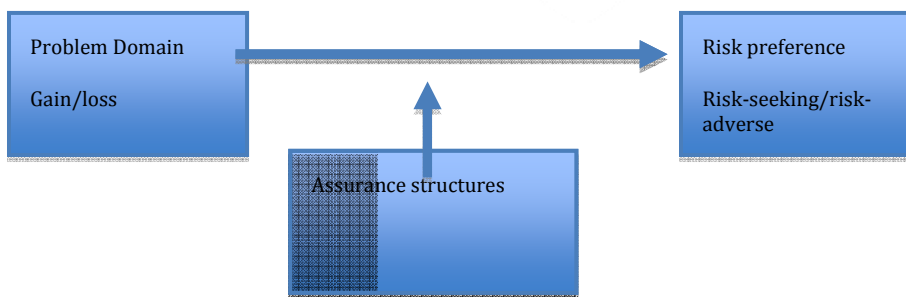 Problem Domain
Gain/loss
Risk preference
Risk-seeking/risk-
adverse
Assurance structures